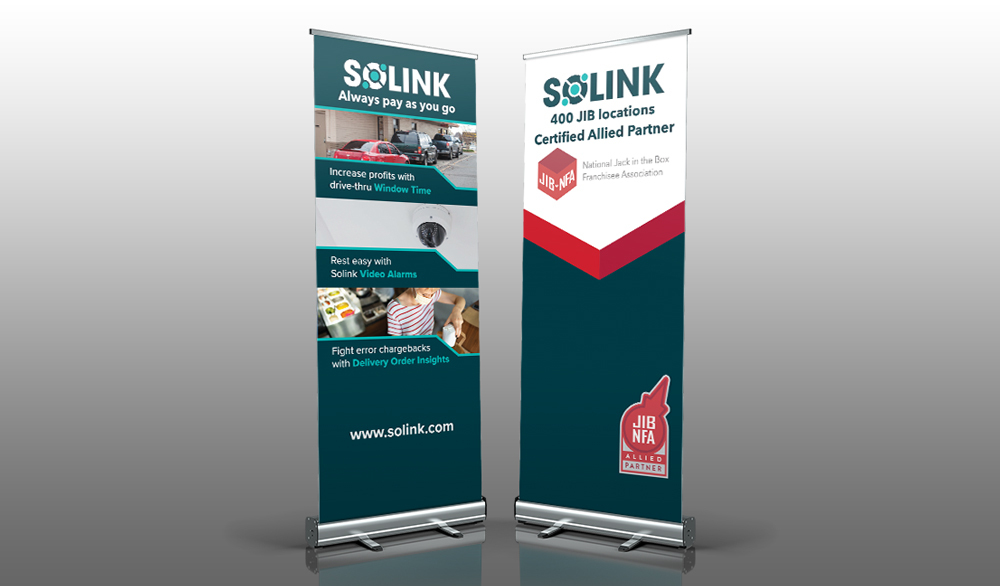 SOLINK
Always pay as you go
Increase profits with
drive-thru Window Time
Rest easy with
Solink Video Alarms
Fight error chargebacks
with Delivery Order Insights
www.solink.com
SOLINK
400 JIB locations
Certified Allied Partner
JIB-NFA
National Jack in the Box
Franchisee Association
JIB
NFA
ALLIED
PARTNER